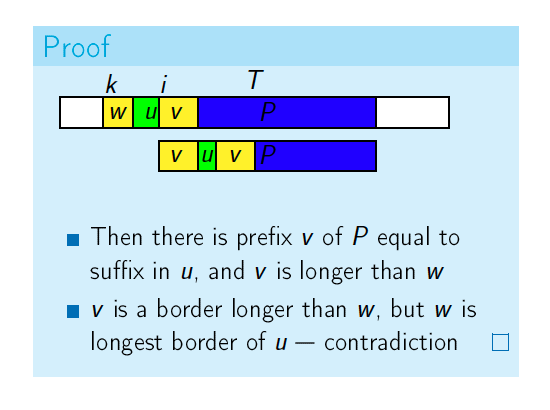 Proof
k i T
w u v P
v u v P
Then there is prefix v of P equal to
suffix in u, and v is longer than w
v is a border longer than w, but w is
longest border of u — contradiction